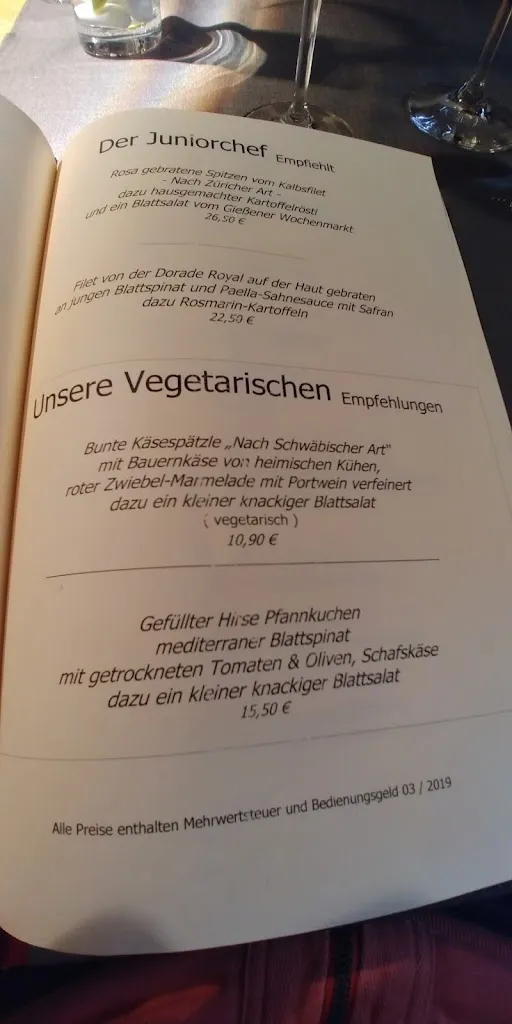 Der Juniorchef Empfiehlt
Rosa gebratene Spitzen vom Kalbsfilet
- Nach Züricher Art -
dazu hausgemachter Kartoffelrösti
und ein Blattsalat vom Gießener Wochenmarkt
26,50 €
Filet von der Dorade Royal auf der Haut gebraten
an jungen Blattspinat und Paella-Sahnesauce mit Safran
dazu Rosmarin-Kartoffeln
22,50 €
Unsere Vegetarischen Empfehlungen
Bunte Käsespätzle „Nach Schwäbischer Art"
mit Bauernkäse von heimischen Kühen,
roter Zwiebel-Marmelade mit Portwein verfeinert
dazu ein kleiner knackiger Blattsalat
( vegetarisch )
10,90 €
Gefüllter Hirse Pfannkuchen
mediterraner Blattspinat
mit getrockneten Tomaten & Oliven, Schafskäse
dazu ein kleiner knackiger Blattsalat
15,50 €
Alle Preise enthalten Mehrwertsteuer und Bedienungsgeld 03 / 2019